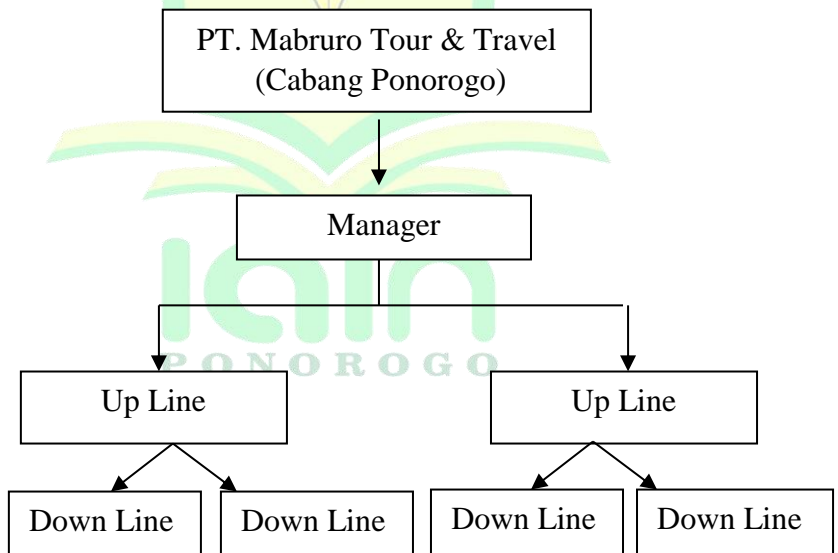 PT. Mabruro Tour & Travel
(Cabang Ponorogo)
Manager
iain
PONOROGO
Up Line
Up Line
Down Line
Down Line
Down Line
Down Line